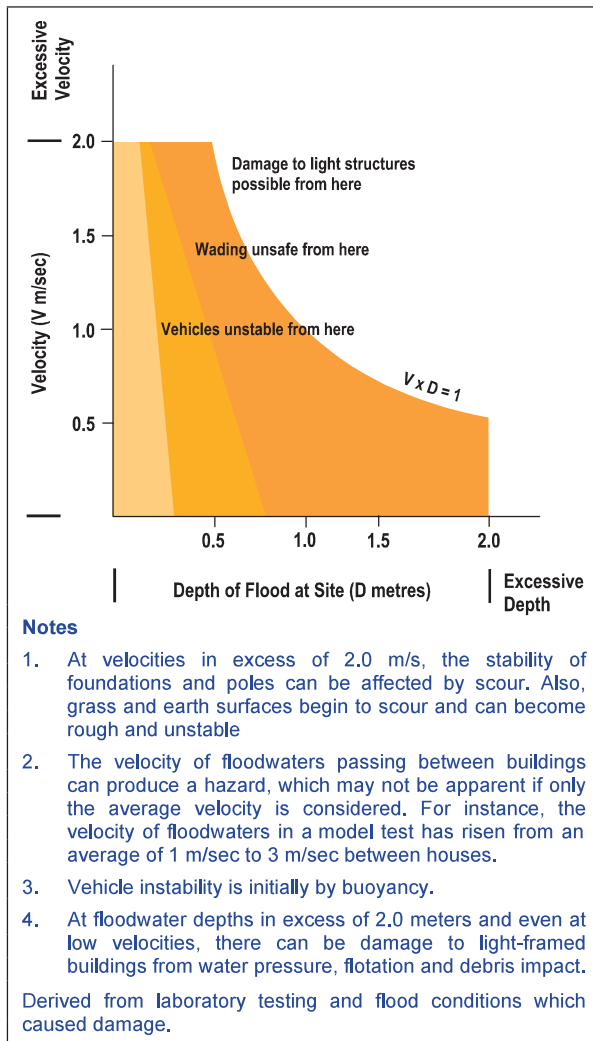 Excessive
Velocity
2.0
1.5
1.0
0.5
Velocity (V m/sec)
Damage to light structures
possible from here
Wading unsafe from here
Vehicles unstable from here
V x D = 1
0.5
1.0
1.5
2.0
Depth of Flood at Site (D metres)
Excessive
Depth
Notes
1. At velocities in excess of 2.0 m/s, the stability of
foundations and poles can be affected by scour. Also,
grass and earth surfaces begin to scour and can become
rough and unstable
2. The velocity of floodwaters passing between buildings
can produce a hazard, which may not be apparent if only
the average velocity is considered. For instance, the
velocity of floodwaters in a model test has risen from an
average of 1 m/sec to 3 m/sec between houses.
3. Vehicle instability is initially by buoyancy.
4. At floodwater depths in excess of 2.0 meters and even at
low velocities, there can be damage to light-framed
buildings from water pressure, flotation and debris impact.
Derived from laboratory testing and flood conditions which
caused damage.